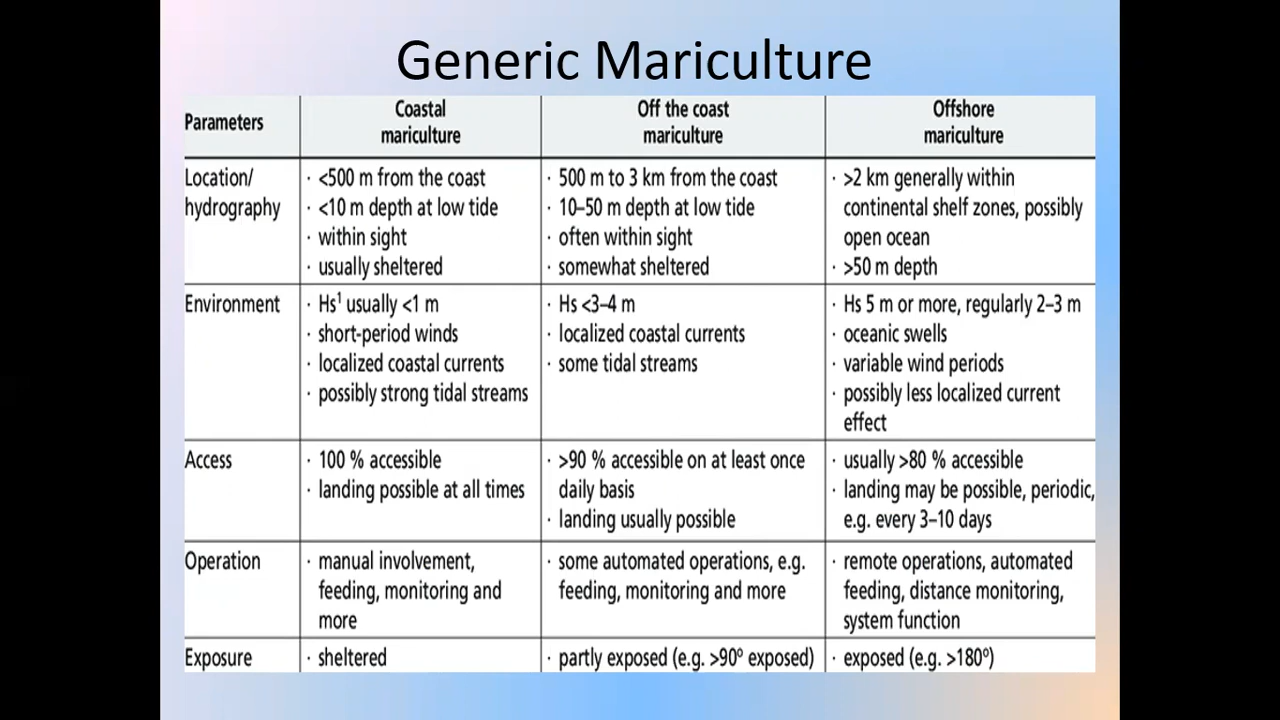 Generic Mariculture
Parameters
Coastal
mariculture
Off the coast
mariculture
Offshore
mariculture
Location/
hydrography
· <500 m from the coast
· <10 m depth at low tide
· within sight
· usually sheltered
· 500 m to 3 km from the coast
· 10–50 m depth at low tide
· often within sight
· somewhat sheltered
· >2 km generally within
continental shelf zones, possibly
open ocean
· >50 m depth
Environment
· Hs¹ usually <1 m
· short-period winds
· localized coastal currents
· possibly strong tidal streams
· Hs <3–4 m
· localized coastal currents
· some tidal streams
· Hs 5 m or more, regularly 2–3 m
· oceanic swells
· variable wind periods
· possibly less localized current
effect
Access
· 100 % accessible
· landing possible at all times
· >90 % accessible on at least once
daily basis
· landing usually possible
· usually >80 % accessible
· landing may be possible, periodic,
e.g. every 3–10 days
Operation
· manual involvement,
feeding, monitoring and
more
· some automated operations, e.g.
feeding, monitoring and more
· remote operations, automated
feeding, distance monitoring,
system function
Exposure
· sheltered
· partly exposed (e.g. >90º exposed)
· exposed (e.g. >180º)